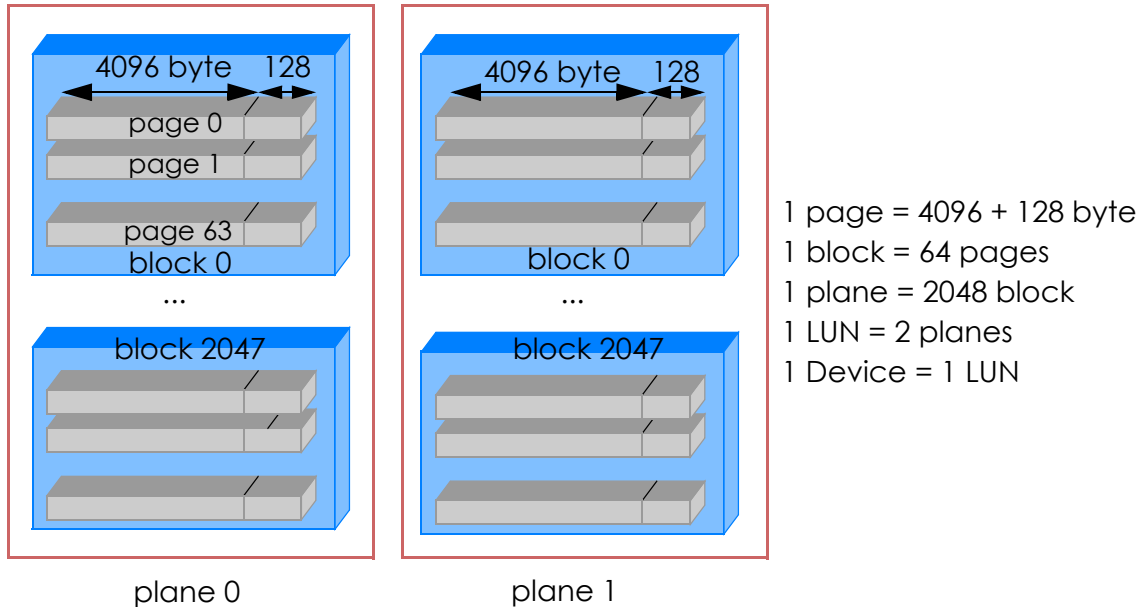 4096 byte 128
page 0
page 1
page 63
block 0
...
block 2047
plane 0
4096 byte 128
block 0
...
block 2047
plane 1
1 page = 4096 + 128 byte
1 block = 64 pages
1 plane = 2048 block
1 LUN = 2 planes
1 Device = 1 LUN